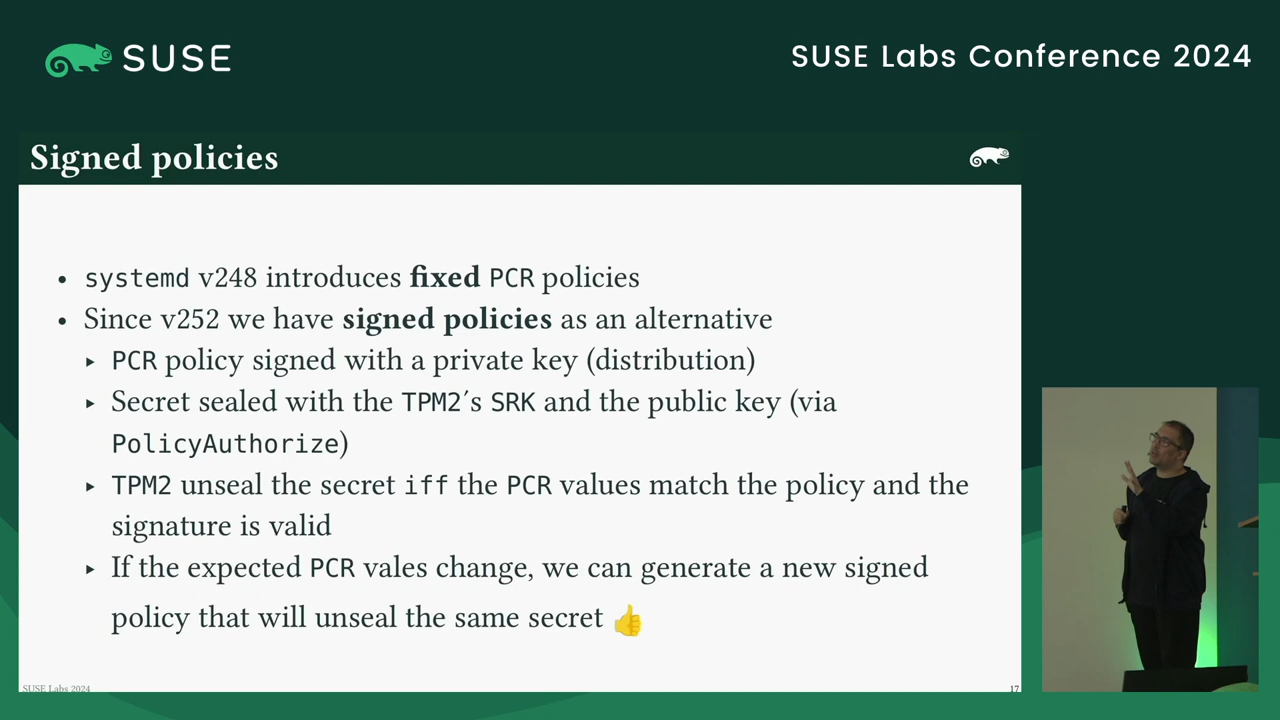 SUSE
SUSE Labs Conference 2024
Signed policies
• systemd v248 introduces fixed PCR policies
• Since v252 we have signed policies as an alternative
▸ PCR policy signed with a private key (distribution)
▸ Secret sealed with the TPM2´s SRK and the public key (via
PolicyAuthorize)
▸ TPM2 unseal the secret iff the PCR values match the policy and the
signature is valid
▸ If the expected PCR vales change, we can generate a new signed
policy that will unseal the same secret 👍
SUSE Labs 2024
17